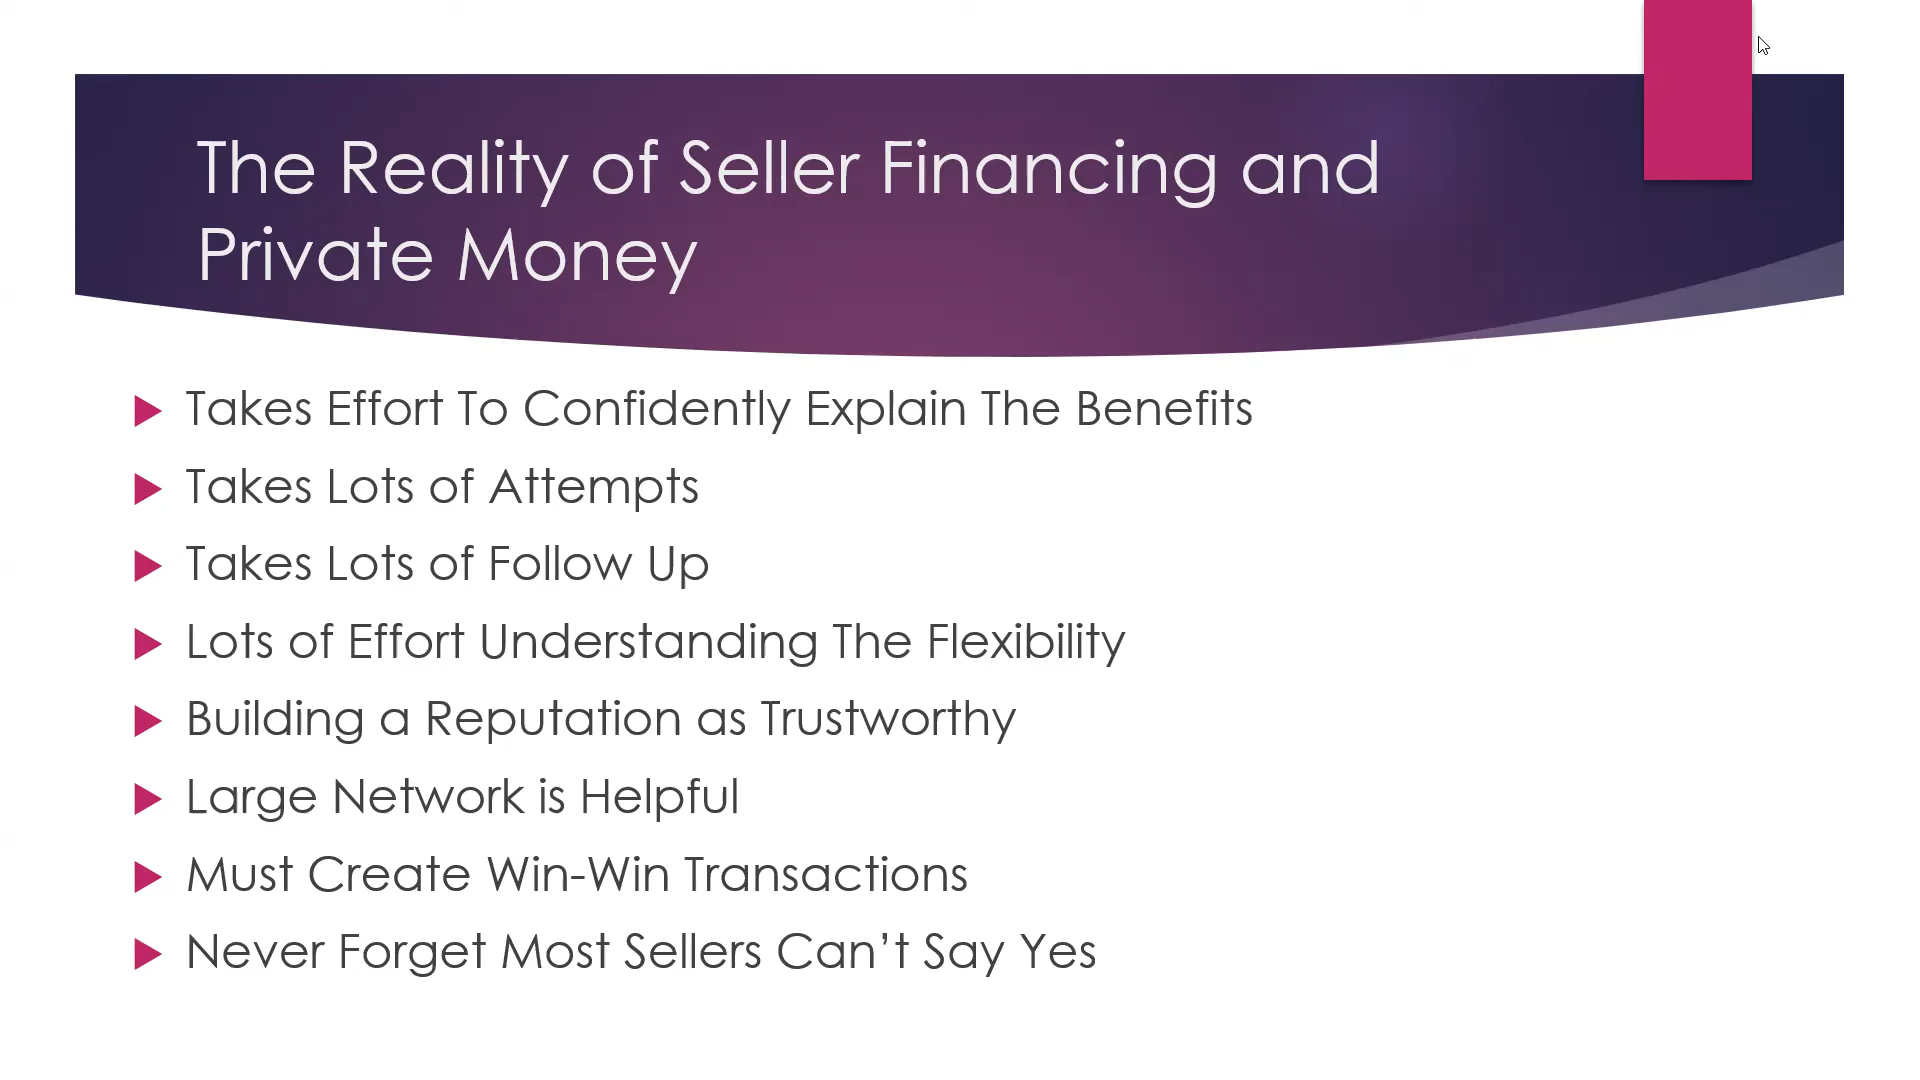 The Reality of Seller Financing and
Private Money
Takes Effort To Confidently Explain The Benefits
Takes Lots of Attempts
Takes Lots of Follow Up
Lots of Effort Understanding The Flexibility
Building a Reputation as Trustworthy
Large Network is Helpful
Must Create Win-Win Transactions
Never Forget Most Sellers Can’t Say Yes